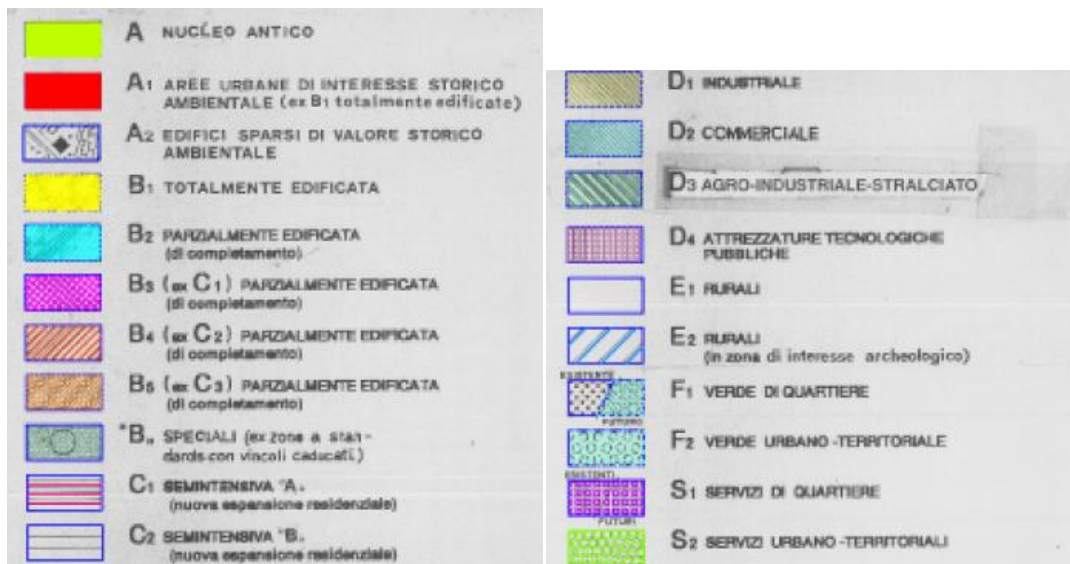 A NUCLEO ANTICO
A1 AREE URBANE DI INTERESSE STORICO
AMBIENTALE (ex B1 totalmente edificate)
A2 EDIFICI SPARSI DI VALORE STORICO
AMBIENTALE
B1 TOTALMENTE EDIFICATA
B2 PARZIALMENTE EDIFICATA
(di completamento)
B3 (ex C1) PARZIALMENTE EDIFICATA
(di completamento)
B4 (ex C2) PARZIALMENTE EDIFICATA
(di completamento)
B5 (ex C3) PARZIALMENTE EDIFICATA
(di completamento)
"B" SPECIALI (ex zone a stan-
dards con vincoli caducati.)
C1 SEMINTENSIVA "A"
(nuova espansione residenziale)
C2 SEMINTENSIVA "B"
(nuova espansione residenziale)
D1 INDUSTRIALE
D2 COMMERCIALE
D3 AGRO-INDUSTRIALE-STRALCIATO
D4 ATTREZZATURE TECNOLOGICHE
PUBBLICHE
E1 RURALI
E2 RURALI
(in zona di interesse archeologico)
ESISTENTE
F1 VERDE DI QUARTIERE
FUTURO
F2 VERDE URBANO-TERRITORIALE
ESISTENTI
S1 SERVIZI DI QUARTIERE
FUTURI
S2 SERVIZI URBANO-TERRITORIALI